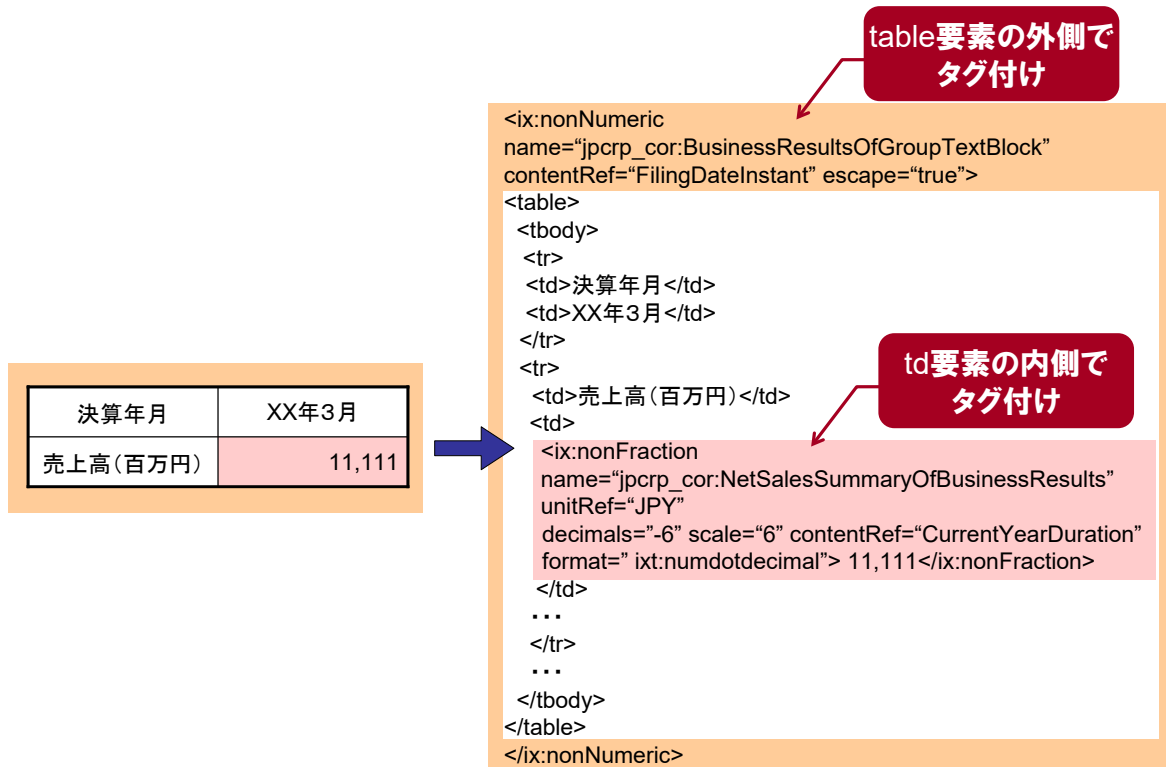 table要素の外側で
タグ付け
<ix:nonNumeric
name=“jpcrp_cor:BusinessResultsOfGroupTextBlock”
contentRef=“FilingDateInstant” escape=“true”>
<table>
<tbody>
<tr>
<td>決算年月</td>
<td>XX年3月</td>
</tr>
<tr>
<td>売上高(百万円)</td>
<td>
td要素の内側で
タグ付け
<ix:nonFraction
name=“jpcrp_cor:NetSalesSummaryOfBusinessResults”
unitRef=“JPY”
decimals=”-6” scale=“6” contentRef=“CurrentYearDuration”
format=” ixt:numdotdecimal”> 11,111</ix:nonFraction>
</td>
・・・
</tr>
・・・
</tbody>
</table>
</ix:nonNumeric>
決算年月 XX年3月
売上高(百万円) 11,111